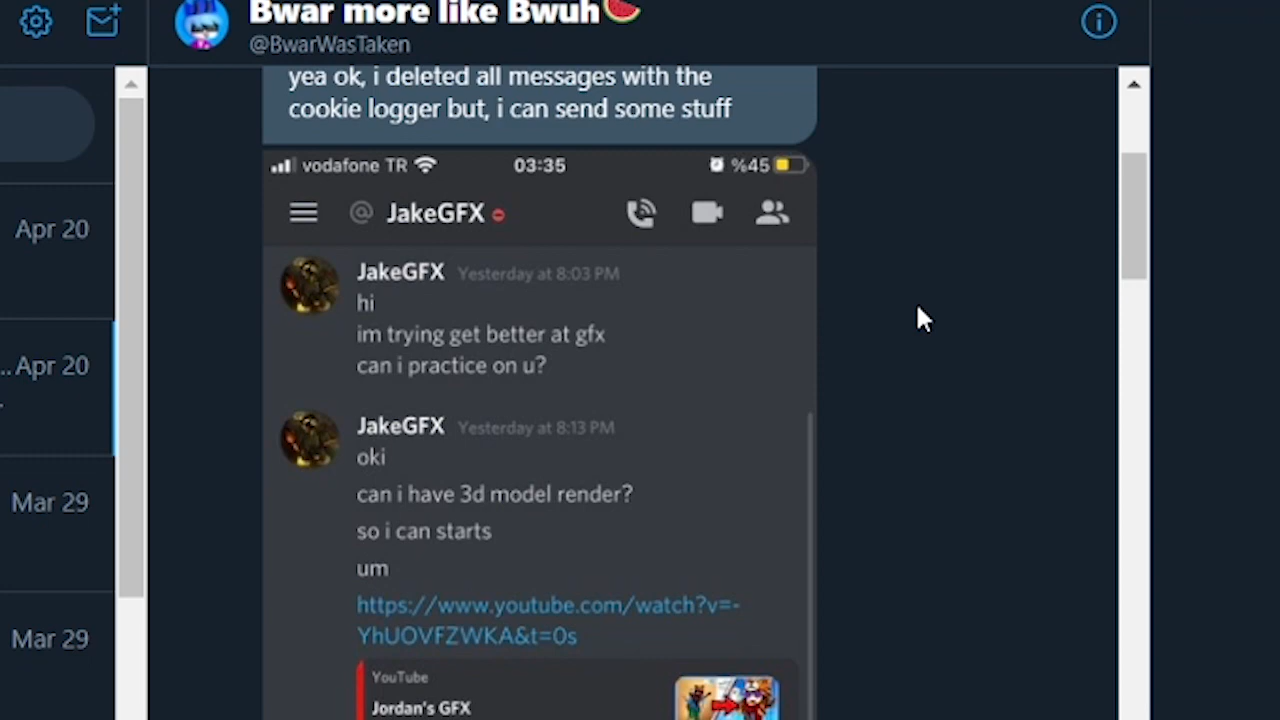 Bwar more like Bwuh🍉
@BwarWasTaken
yea ok, i deleted all messages with the
cookie logger but, i can send some stuff
vodafone TR 03:35 %45
@ JakeGFX
JakeGFX Yesterday at 8:03 PM
hi
im trying get better at gfx
can i practice on u?
JakeGFX Yesterday at 8:13 PM
oki
can i have 3d model render?
so i can starts
um
https://www.youtube.com/watch?v=-
YhUOVFZWKA&t=0s
YouTube
Jordan's GFX
Apr 20
.. Apr 20
Mar 29
Mar 29